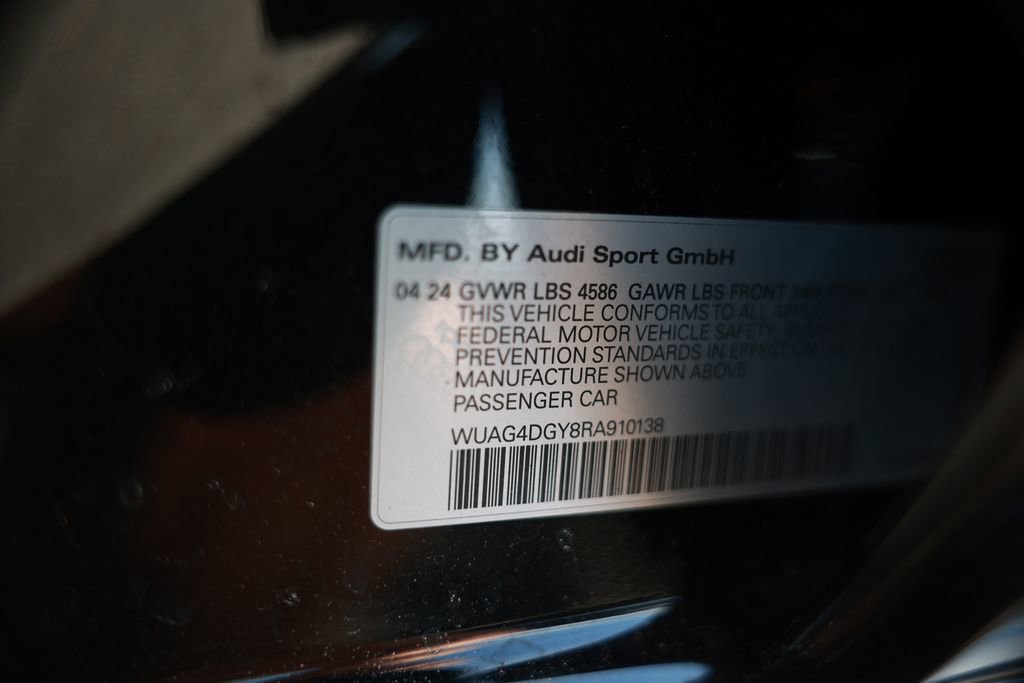 MFD. BY Audi Sport GmbH
04 24 GVWR LBS 4586 GAWR LBS FRONT
THIS VEHICLE CONFORMS TO ALL
FEDERAL MOTOR VEHICLE SAFETY,
PREVENTION STANDARDS IN EFFECT ON
MANUFACTURE SHOWN ABOVE
PASSENGER CAR
WUAG4DGY8RA910138